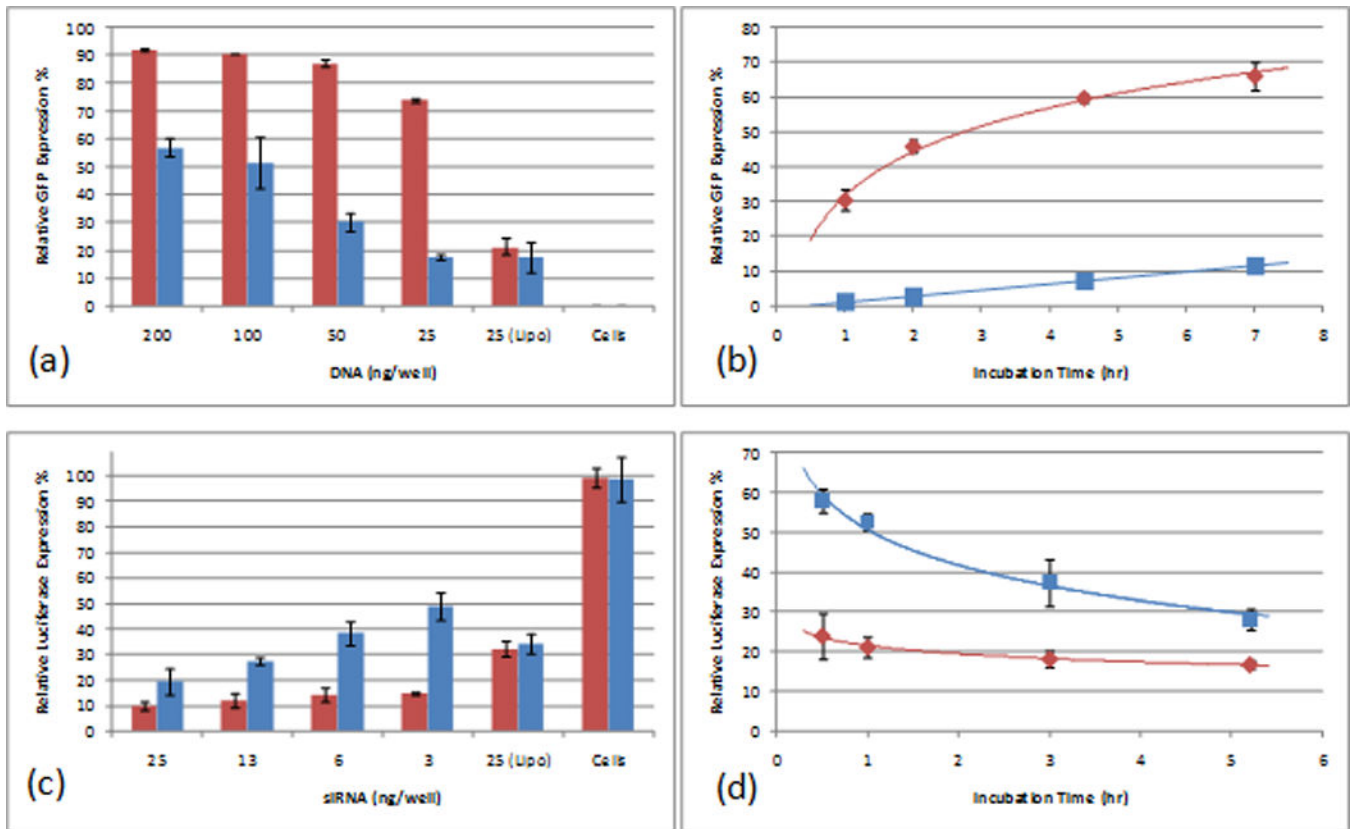 100
90
80
70
60
50
40
30
20
10
0
Relative GFP Expression %
200 100 50 25 25 (Lipo) Cells
DNA (ng/well)
(a)
80
70
60
50
40
30
20
10
0
Relative GFP Expression %
0 1 2 3 4 5 6 7 8
Incubation Time (hr)
(b)
100
90
80
70
60
50
40
30
20
10
0
Relative Luciferase Expression %
25 13 6 3 25 (Lipo) Cells
siRNA (ng/well)
(c)
70
60
50
40
30
20
10
0
Relative Luciferase Expression %
0 1 2 3 4 5 6
Incubation Time (hr)
(d)